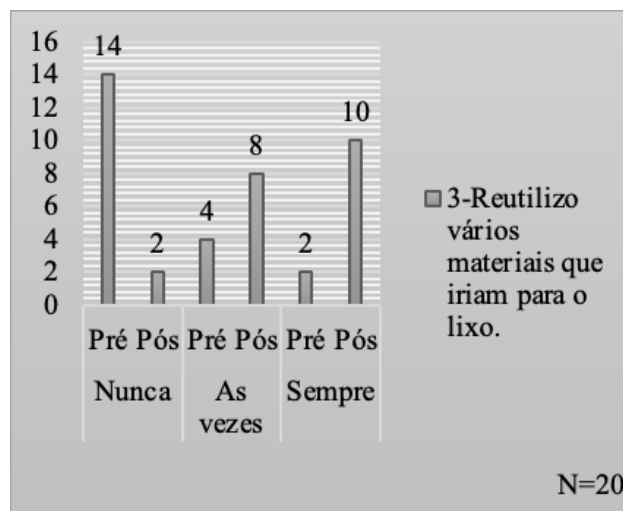 16
14
12
10
8
6
4
2
0
14
2
4
8
2
10
Pré Pós Pré Pós Pré Pós
Nunca
As
vezes
Sempre
3-Reutilizo
vários
materiais que
iriam para o
lixo.
N=20